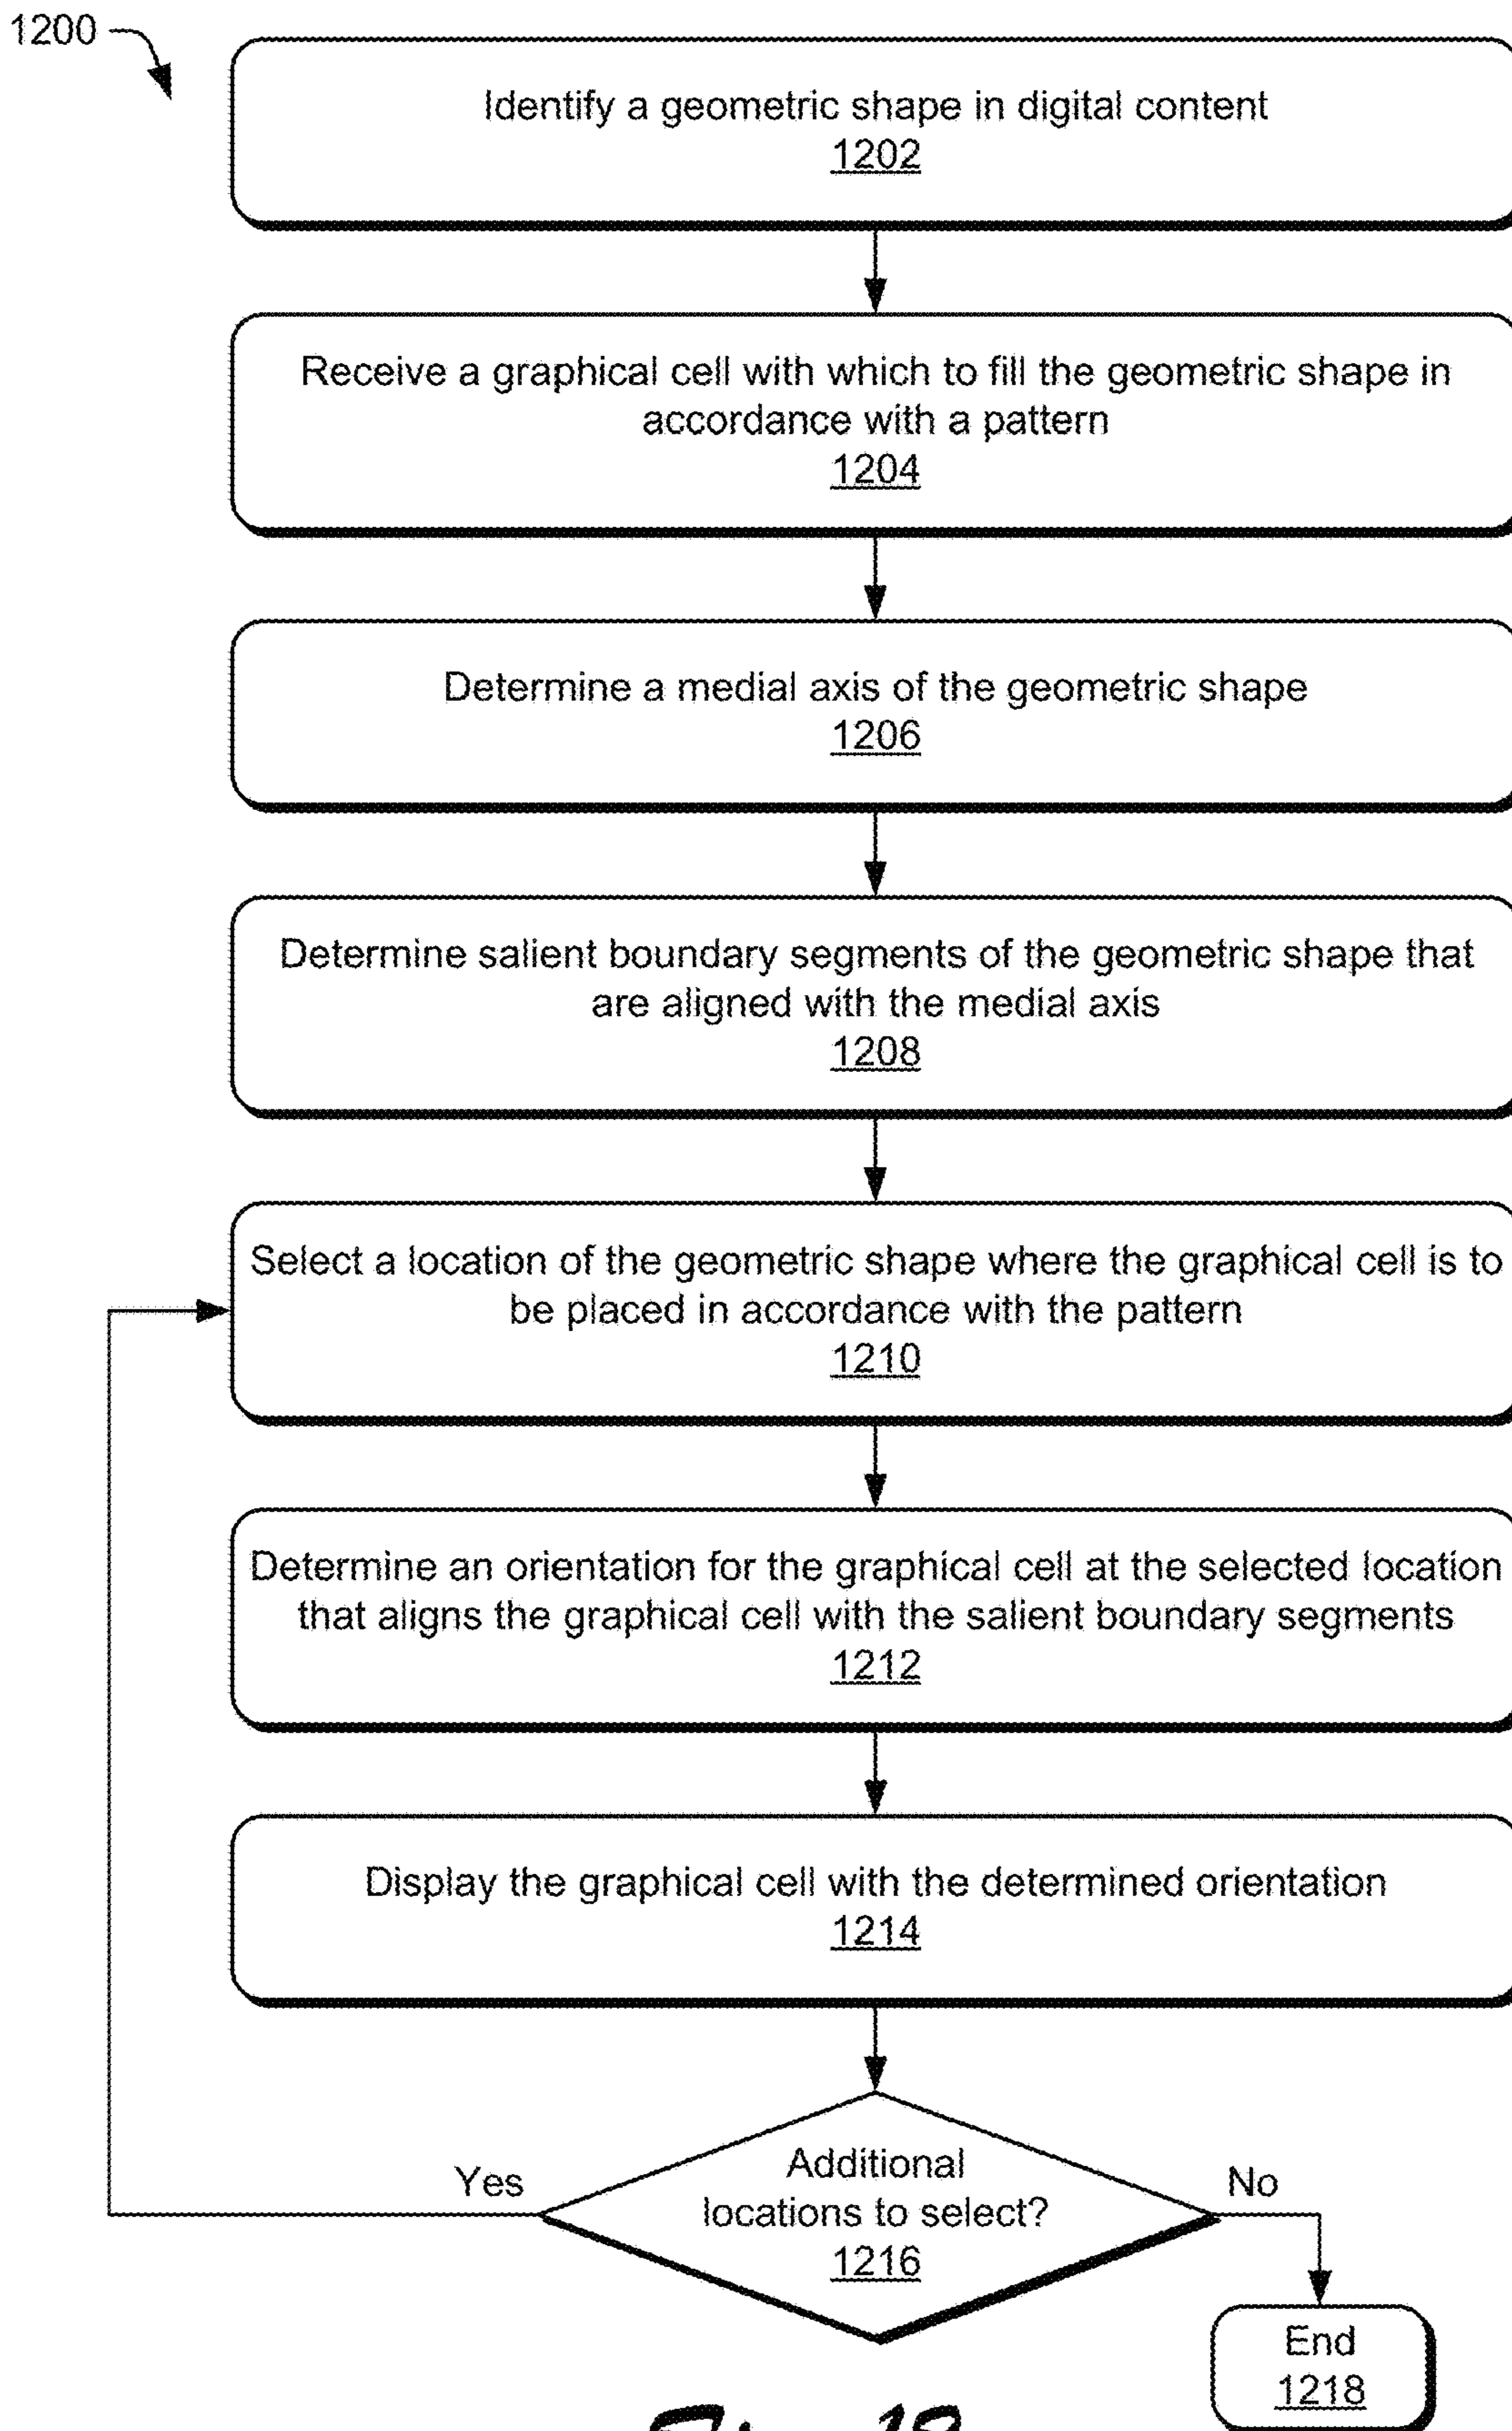 1200
Identify a geometric shape in digital content
1202
Receive a graphical cell with which to fill the geometric shape in
accordance with a pattern
1204
Determine a medial axis of the geometric shape
1206
Determine salient boundary segments of the geometric shape that
are aligned with the medial axis
1208
Select a location of the geometric shape where the graphical cell is to
be placed in accordance with the pattern
1210
Determine an orientation for the graphical cell at the selected location
that aligns the graphical cell with the salient boundary segments
1212
Display the graphical cell with the determined orientation
1214
Additional
locations to select?
1216
Yes
No
End
1218